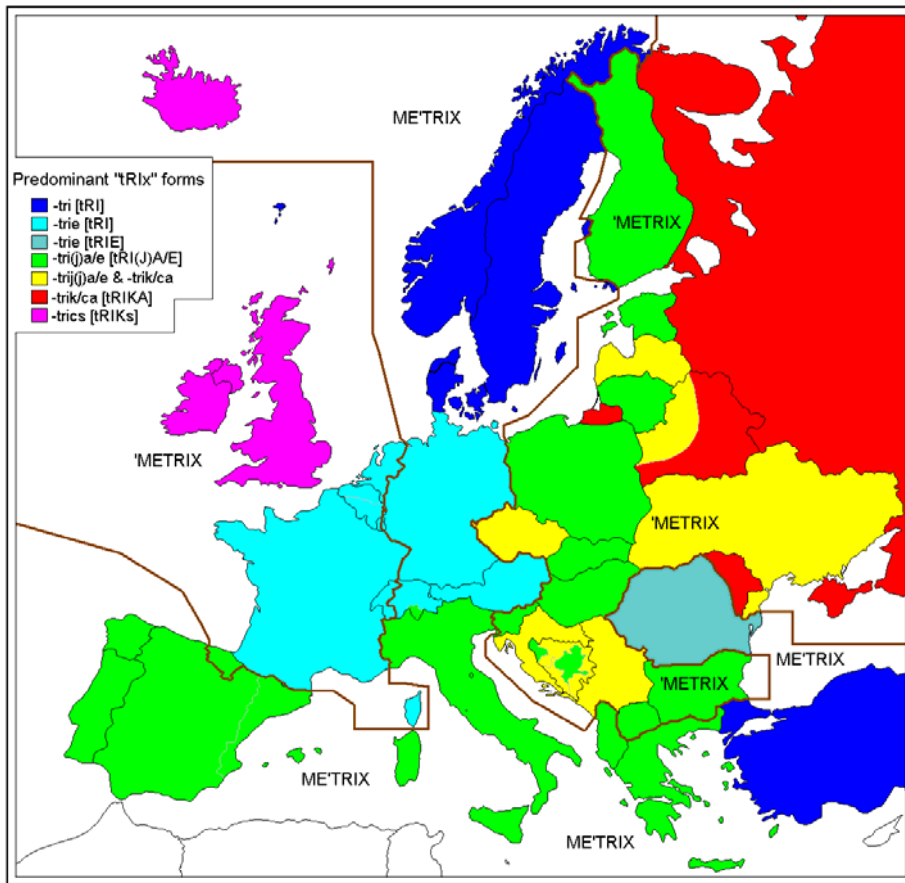 ME'TRIX
Predominant "tRIx" forms
-tri [tRI]
-trie [tRI]
-trie [tRIE]
-tri(j)a/e [tRI(J)A/E]
-trij(j)a/e & -trik/ca
-trik/ca [tRIKA]
-trics [tRIKs]
'METRIX
'METRIX
'METRIX
ME'TRIX
'METRIX
ME'TRIX
ME'TRIX